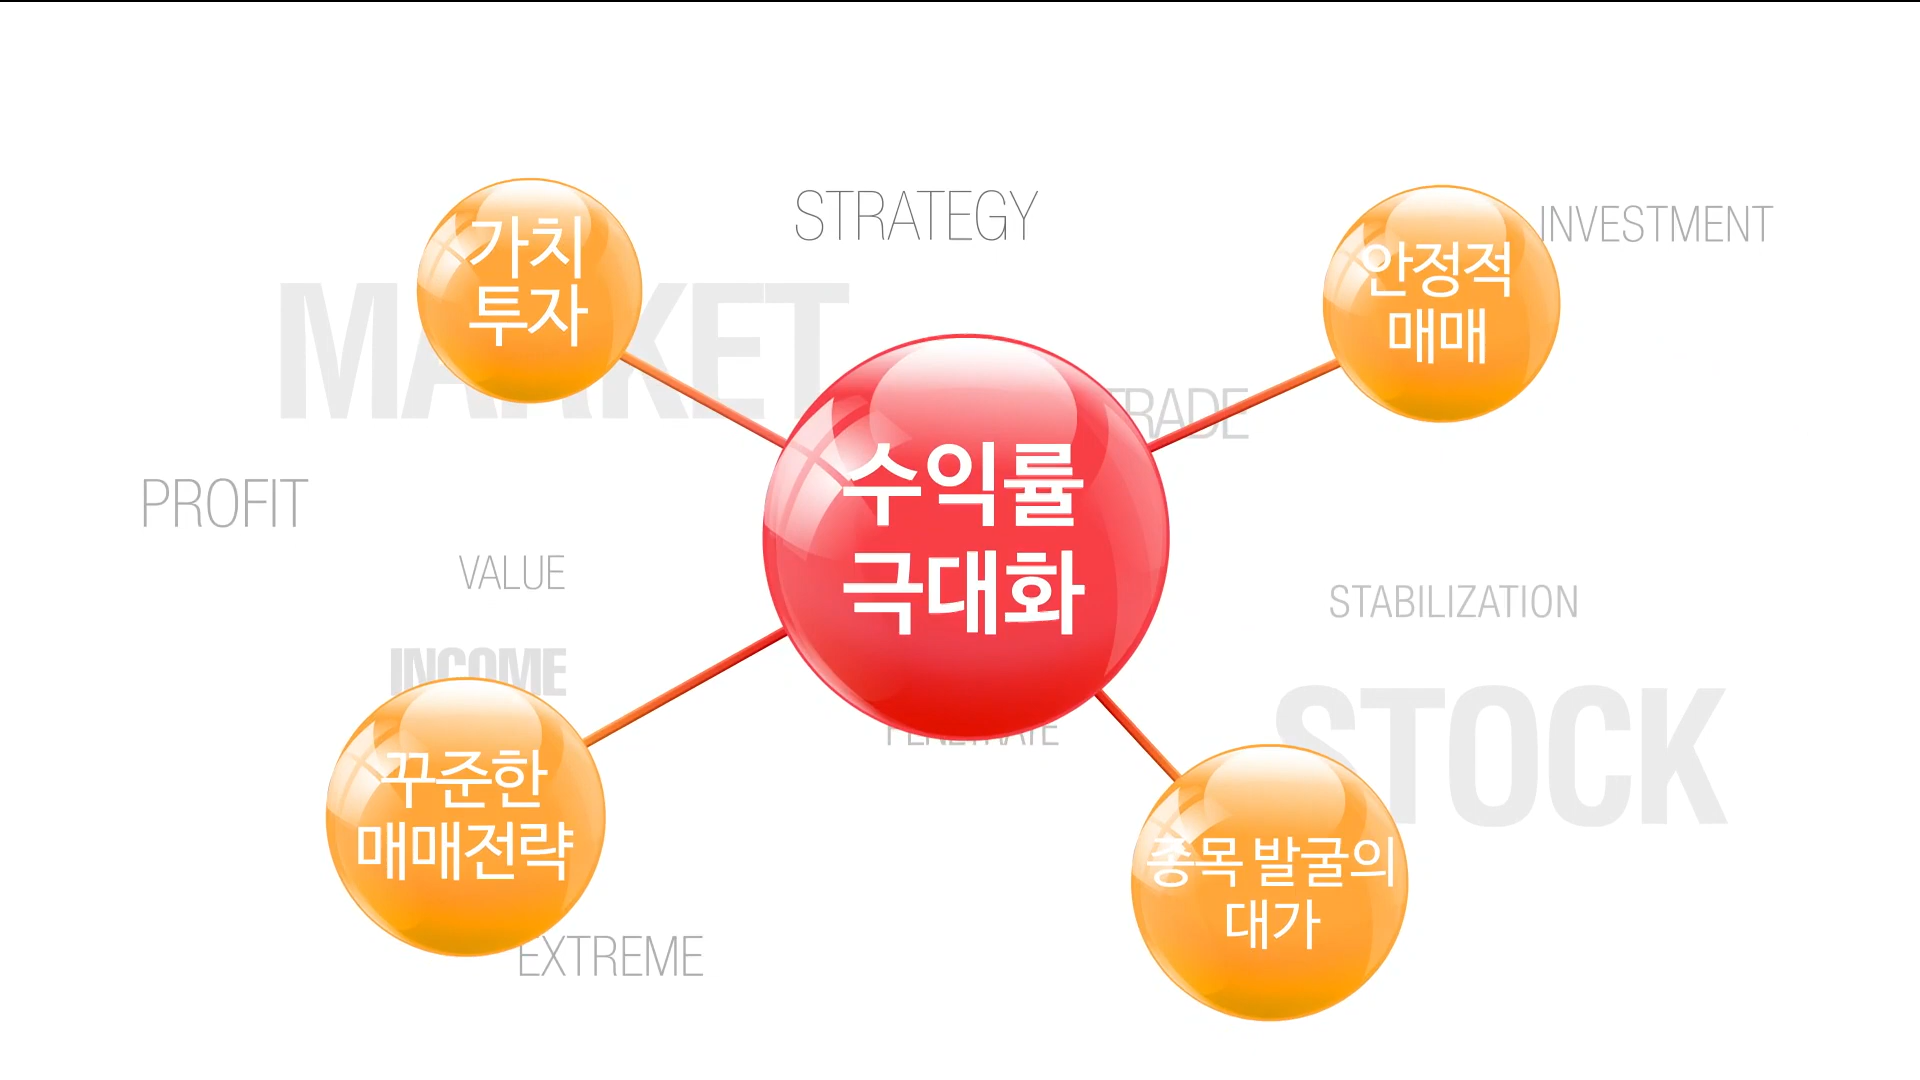 STRATEGY
INVESTMENT
가치
투자
안정적
매매
MARKET
TRADE
수익률
극대화
PROFIT
VALUE
STABILIZATION
INCOME
PENETRATE
STOCK
꾸준한
매매전략
종목 발굴의
대가
EXTREME